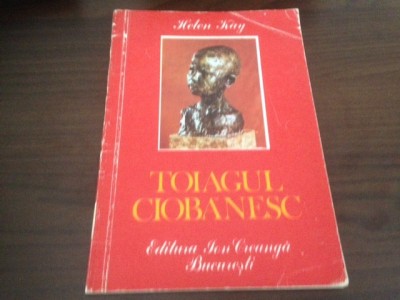 Helen Kay
TOIAGUL
CIOBĂNESC
Editura Ion Creangă
București